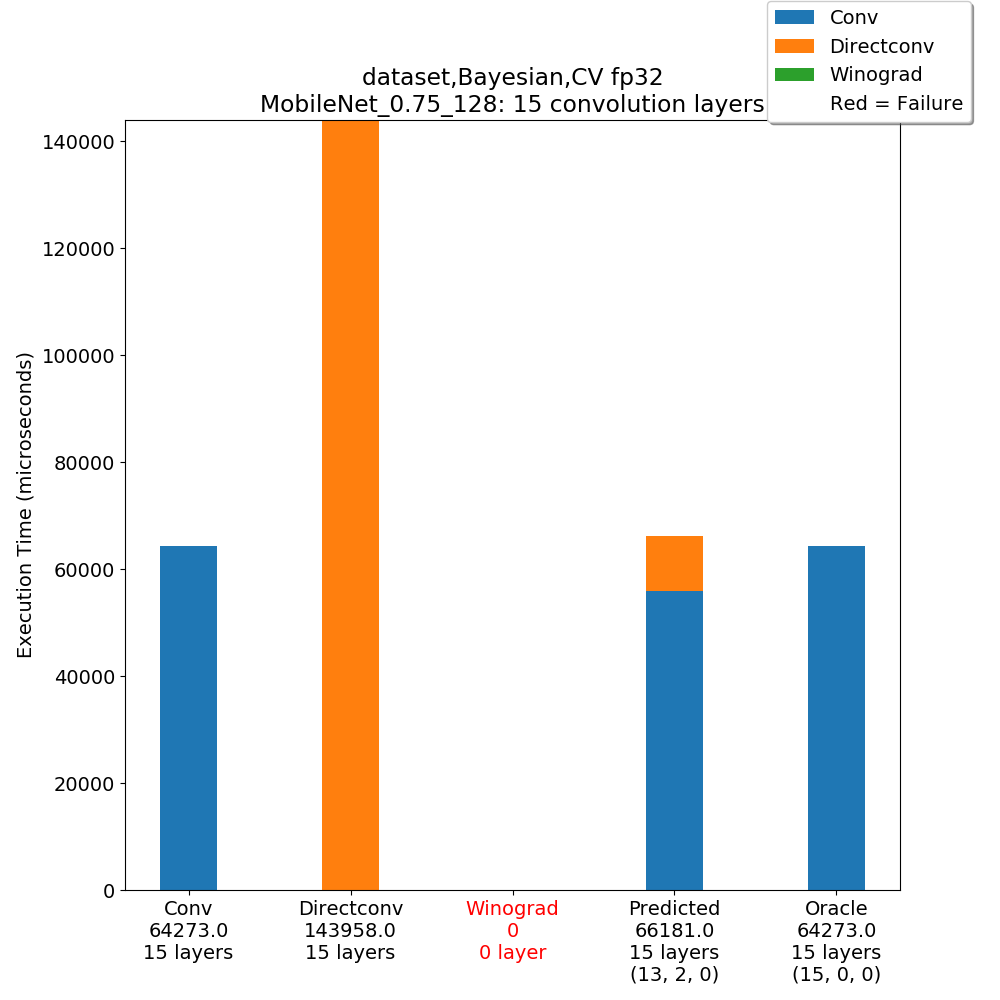 Conv
Directconv
Winograd
Red = Failure
dataset,Bayesian,CV fp32
MobileNet_0.75_128: 15 convolution layers
Execution Time (microseconds)
140000
120000
100000
80000
60000
40000
20000
0
Conv
64273.0
15 layers
Directconv
143958.0
15 layers
Winograd
0
0 layer
Predicted
66181.0
15 layers
(13, 2, 0)
Oracle
64273.0
15 layers
(15, 0, 0)